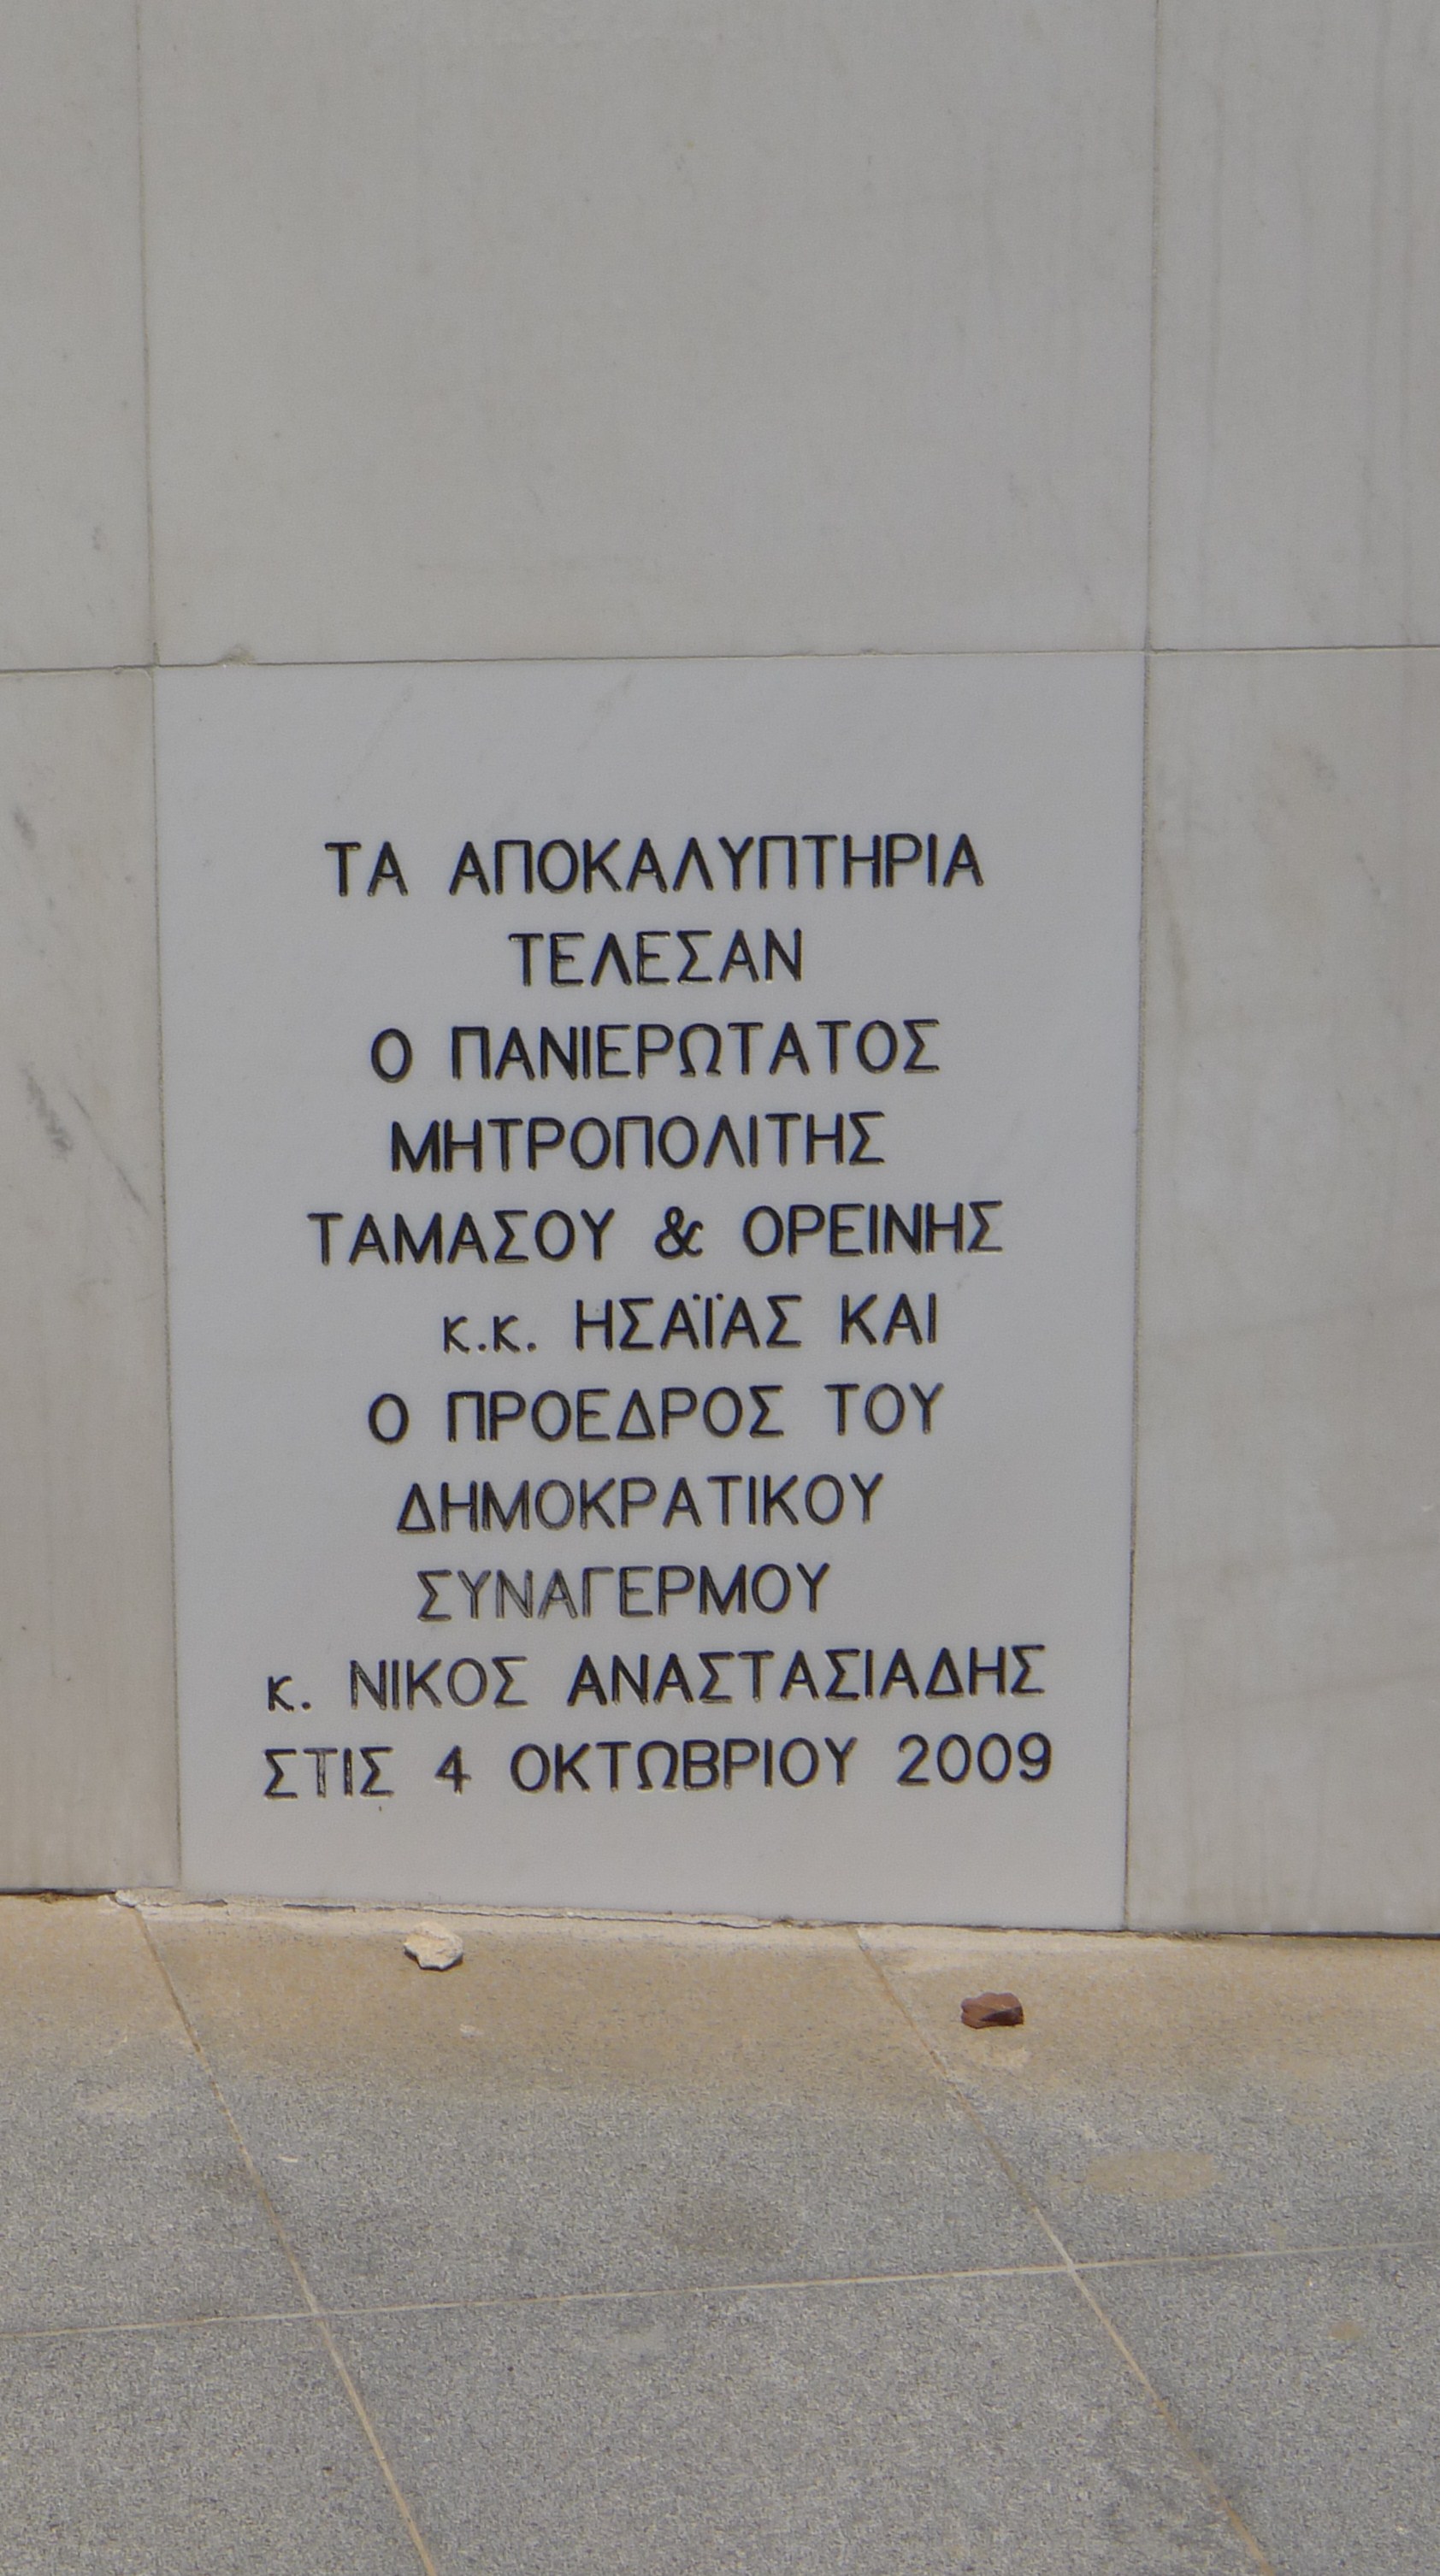 ΤΑ ΑΠΟΚΑΛΥΠΤΗΡΙΑ
ΤΕΛΕΣΑΝ
Ο ΠΑΝΙΕΡΩΤΑΤΟΣ
ΜΗΤΡΟΠΟΛΙΤΗΣ
ΤΑΜΑΣΟΥ & ΟΡΕΙΝΗΣ
κ.κ. ΗΣΑΪΑΣ ΚΑΙ
Ο ΠΡΟΕΔΡΟΣ ΤΟΥ
ΔΗΜΟΚΡΑΤΙΚΟΥ
ΣΥΝΑΓΕΡΜΟΥ
κ. ΝΙΚΟΣ ΑΝΑΣΤΑΣΙΑΔΗΣ
ΣΤΙΣ 4 ΟΚΤΩΒΡΙΟΥ 2009